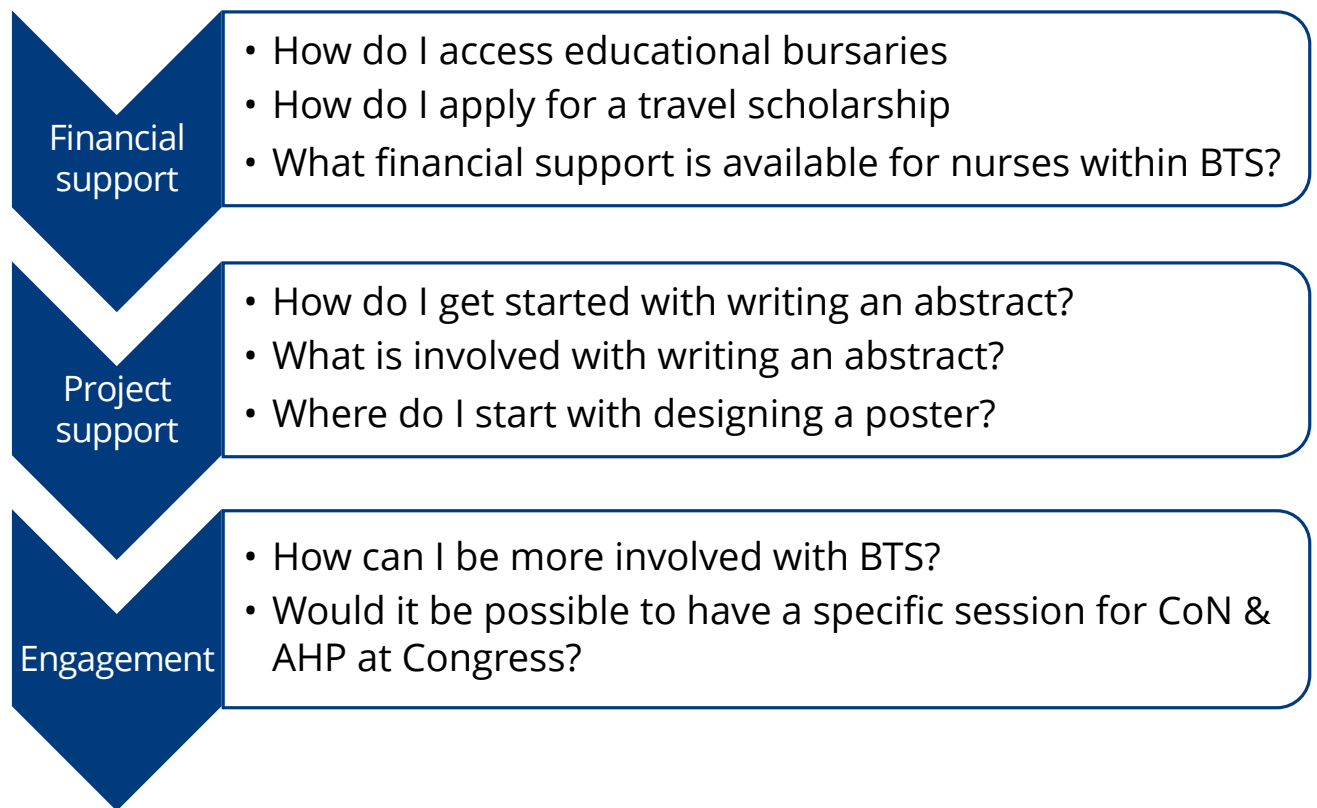 Financial
support
• How do I access educational bursaries
• How do I apply for a travel scholarship
• What financial support is available for nurses within BTS?
Project
support
• How do I get started with writing an abstract?
• What is involved with writing an abstract?
• Where do I start with designing a poster?
Engagement
• How can I be more involved with BTS?
• Would it be possible to have a specific session for CoN &
AHP at Congress?